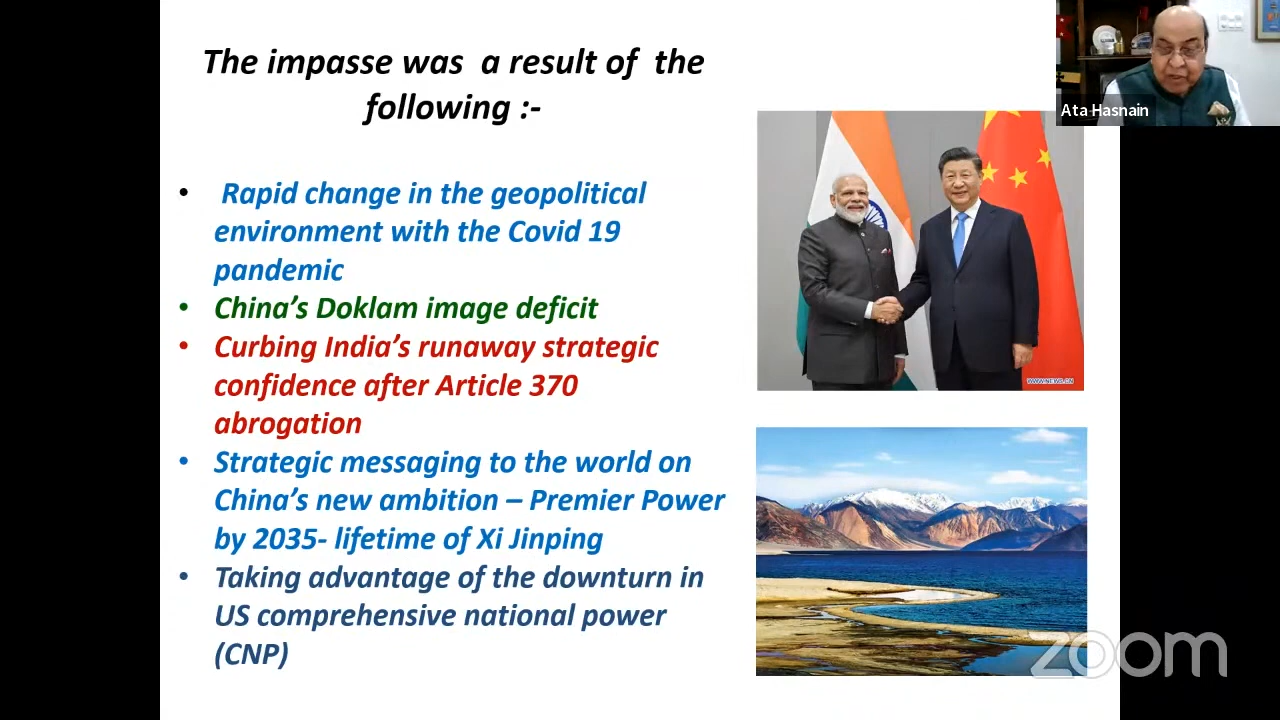 The impasse was a result of the
following :-
Ata Hasnain
• Rapid change in the geopolitical
environment with the Covid 19
pandemic
• China’s Doklam image deficit
• Curbing India’s runaway strategic
confidence after Article 370
abrogation
• Strategic messaging to the world on
China’s new ambition – Premier Power
by 2035- lifetime of Xi Jinping
• Taking advantage of the downturn in
US comprehensive national power
(CNP)
WWW.NEWS.CN
zoom